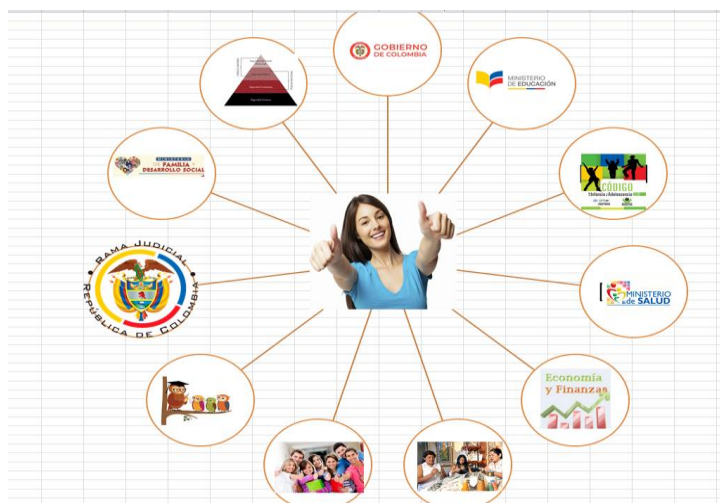 GOBIERNO
DE COLOMBIA
MINISTERIO
DE EDUCACIÓN
CÓDIGO
MINISTERIO
de SALUD
Economía
y Finanzas
RAMA JUDICIAL
REPÚBLICA DE COLOMBIA
MINISTERIO
DE FAMILIA Y
DESARROLLO SOCIAL